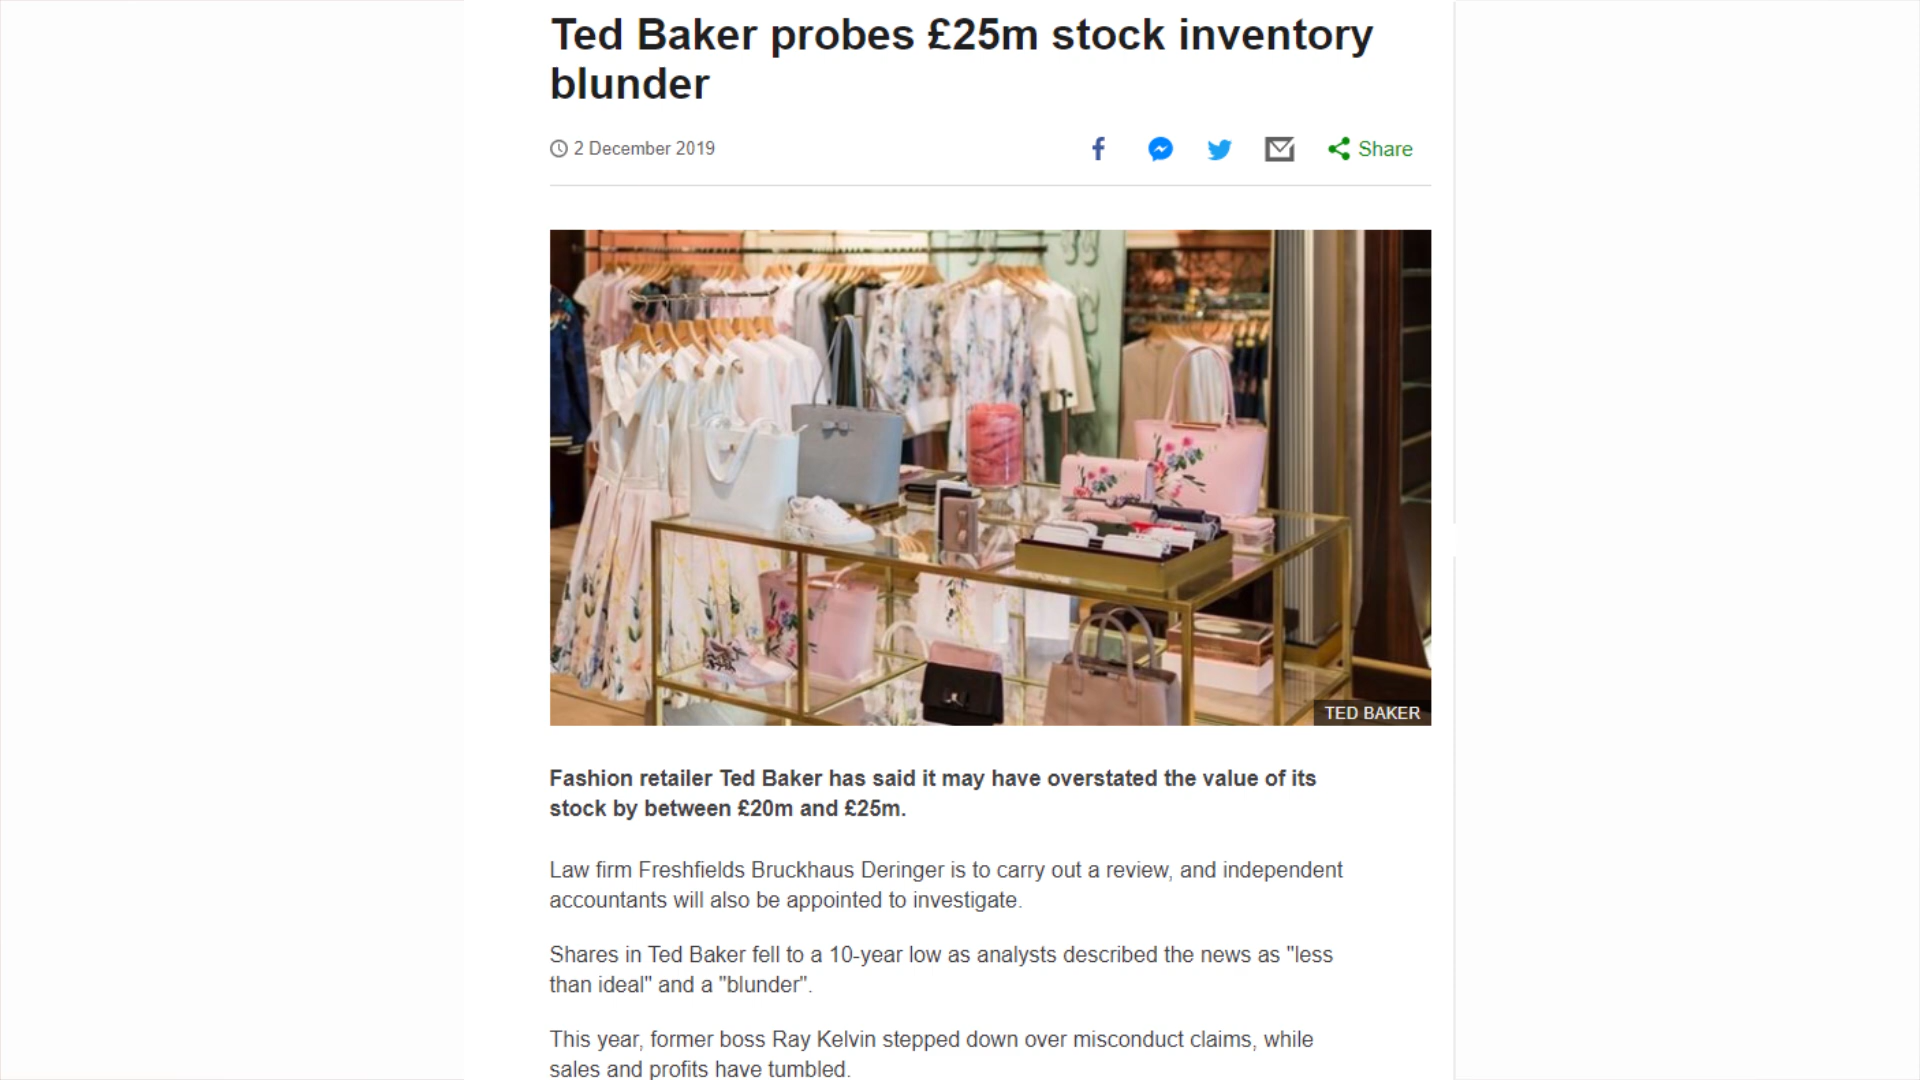 Ted Baker probes £25m stock inventory
blunder
2 December 2019
Share
TED BAKER
Fashion retailer Ted Baker has said it may have overstated the value of its
stock by between £20m and £25m.
Law firm Freshfields Bruckhaus Deringer is to carry out a review, and independent
accountants will also be appointed to investigate.
Shares in Ted Baker fell to a 10-year low as analysts described the news as "less
than ideal" and a "blunder".
This year, former boss Ray Kelvin stepped down over misconduct claims, while
sales and profits have tumbled.